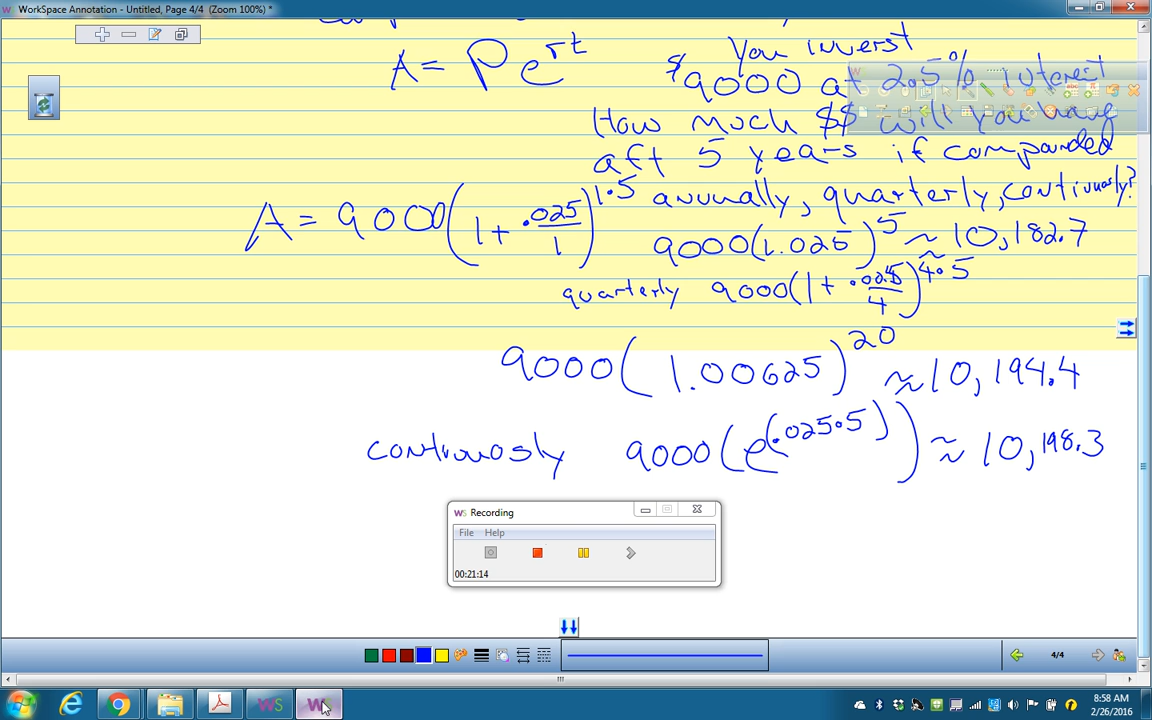 WorkSpace Annotation - Untitled, Page 4/4 (Zoom 100%) *
A = Pe^rt
You invest
$9000 at 2.5% interest
How much $$ will you have
aft 5 years if compounded
annually, quarterly, continuously?
A = 9000(1 + .025/1)^1·5
9000(1.025)^5 ≈ 10,182.7
quarterly 9000(1 + .025/4)^4·5
9000(1.00625)^20 ≈ 10,194.4
continuosly 9000(e^(.025·5)) ≈ 10,198.3
WS Recording
File Help
00:21:14
4/4
WS
WS
8:58 AM
2/26/2016